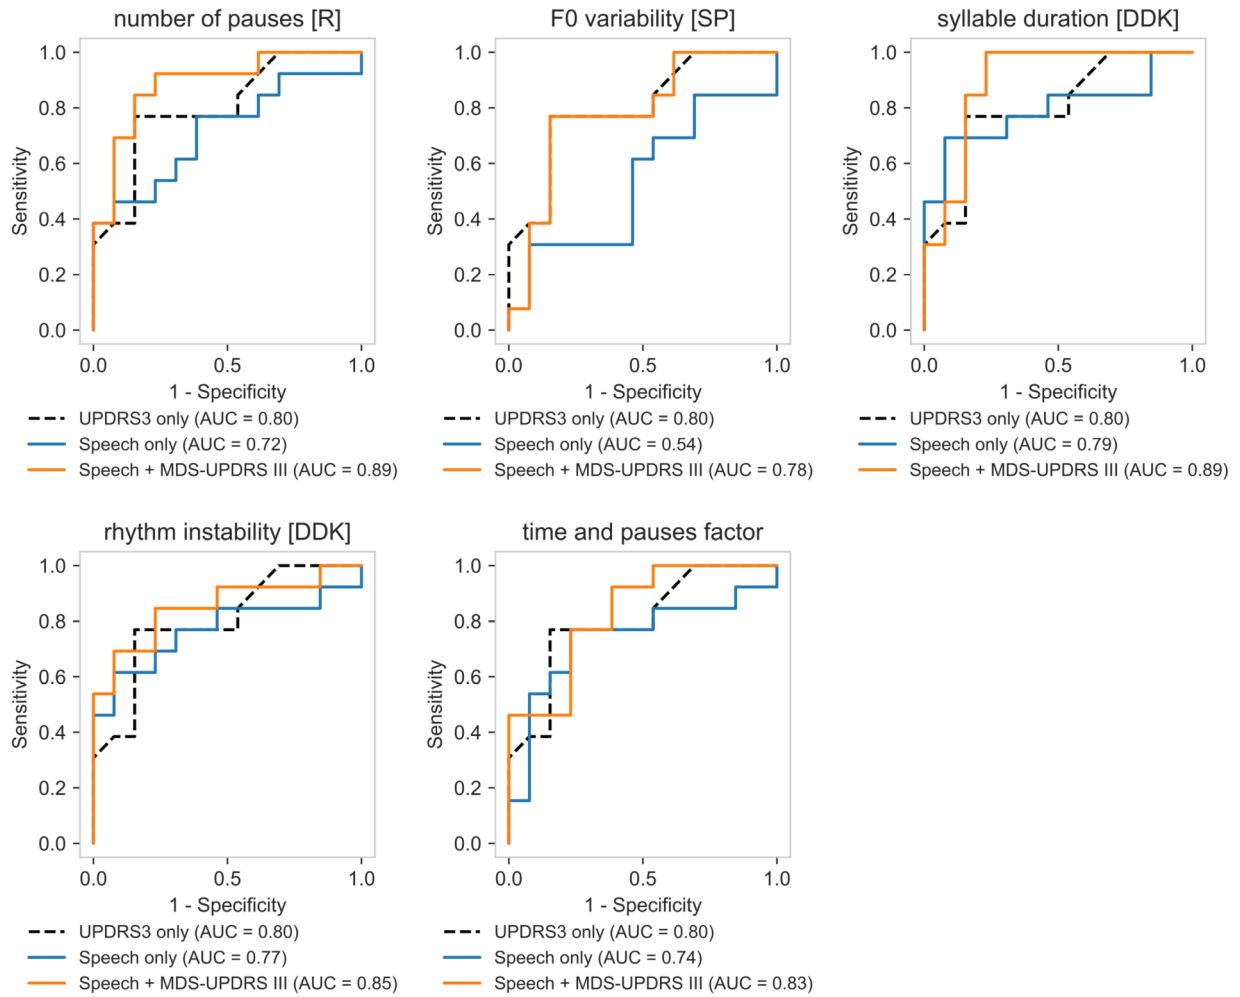 number of pauses [R]
1.0
0.8
0.6
0.4
0.2
0.0
Sensitivity
0.0 0.5 1.0
1 - Specificity
UPDRS3 only (AUC = 0.80)
Speech only (AUC = 0.72)
Speech + MDS-UPDRS III (AUC = 0.89)
F0 variability [SP]
1.0
0.8
0.6
0.4
0.2
0.0
Sensitivity
0.0 0.5 1.0
1 - Specificity
UPDRS3 only (AUC = 0.80)
Speech only (AUC = 0.54)
Speech + MDS-UPDRS III (AUC = 0.78)
syllable duration [DDK]
1.0
0.8
0.6
0.4
0.2
0.0
Sensitivity
0.0 0.5 1.0
1 - Specificity
UPDRS3 only (AUC = 0.80)
Speech only (AUC = 0.79)
Speech + MDS-UPDRS III (AUC = 0.89)
rhythm instability [DDK]
1.0
0.8
0.6
0.4
0.2
0.0
Sensitivity
0.0 0.5 1.0
1 - Specificity
UPDRS3 only (AUC = 0.80)
Speech only (AUC = 0.77)
Speech + MDS-UPDRS III (AUC = 0.85)
time and pauses factor
1.0
0.8
0.6
0.4
0.2
0.0
Sensitivity
0.0 0.5 1.0
1 - Specificity
UPDRS3 only (AUC = 0.80)
Speech only (AUC = 0.74)
Speech + MDS-UPDRS III (AUC = 0.83)